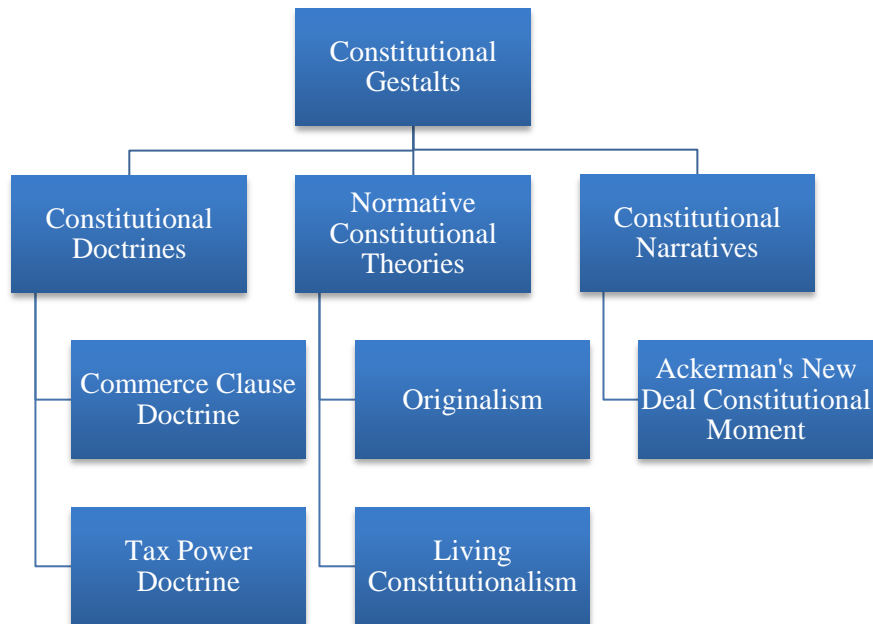 Constitutional
Gestalts
Constitutional
Doctrines
Normative
Constitutional
Theories
Constitutional
Narratives
Commerce Clause
Doctrine
Originalism
Ackerman's New
Deal Constitutional
Moment
Tax Power
Doctrine
Living
Constitutionalism